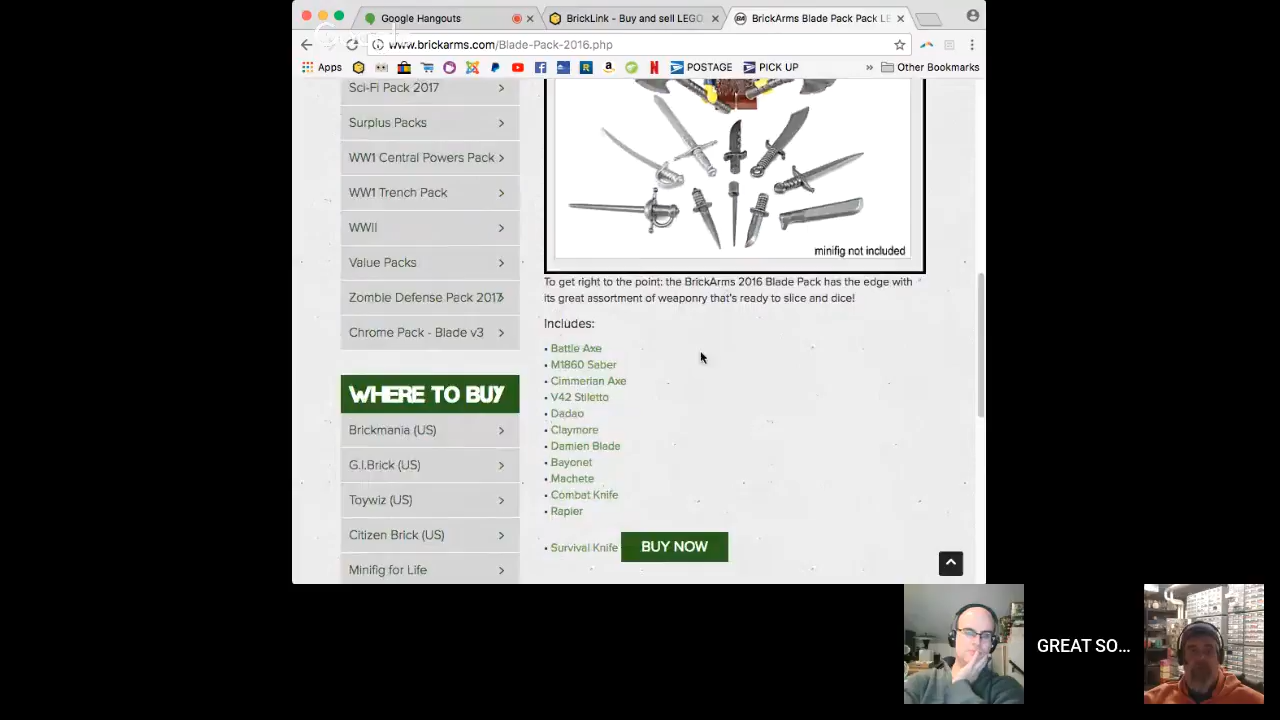 Google Hangouts
BrickLink - Buy and sell LEGO
BrickArms Blade Pack Pack LE
www.brickarms.com/Blade-Pack-2016.php
Apps
POSTAGE
PICK UP
» Other Bookmarks
Sci-Fi Pack 2017
Surplus Packs
WW1 Central Powers Pack
WW1 Trench Pack
WWII
Value Packs
Zombie Defense Pack 2017
Chrome Pack - Blade v3
WHERE TO BUY
Brickmania (US)
G.I.Brick (US)
Toywiz (US)
Citizen Brick (US)
Minifig for Life
minifig not included
To get right to the point: the BrickArms 2016 Blade Pack has the edge with
its great assortment of weaponry that's ready to slice and dice!
Includes:
• Battle Axe
• M1860 Saber
• Cimmerian Axe
• V42 Stiletto
• Dadao
• Claymore
• Damien Blade
• Bayonet
• Machete
• Combat Knife
• Rapier
• Survival Knife
BUY NOW
GREAT SO...